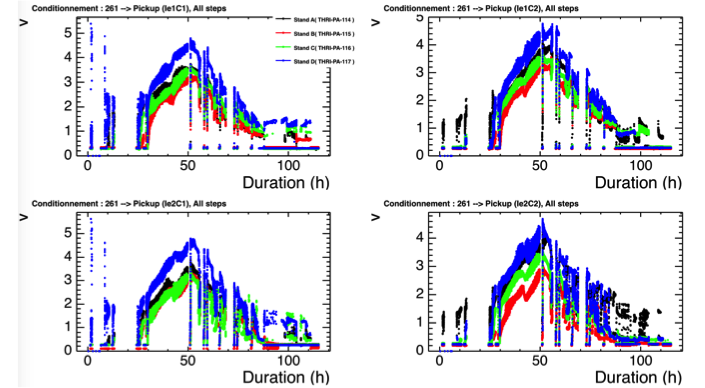 Conditionnement : 261 --> Pickup (Ie1C1), All steps
V
5
4
3
2
1
0
0
50
100
Duration (h)
Stand A( THRI-PA-114 )
Stand B( THRI-PA-115 )
Stand C( THRI-PA-116 )
Stand D( THRI-PA-117 )
Conditionnement : 261 --> Pickup (Ie1C2), All steps
V
5
4
3
2
1
0
0
50
100
Duration (h)
Conditionnement : 261 --> Pickup (Ie2C1), All steps
V
5
4
3
2
1
0
0
50
100
Duration (h)
Conditionnement : 261 --> Pickup (Ie2C2), All steps
V
4
3
2
1
0
0
50
100
Duration (h)